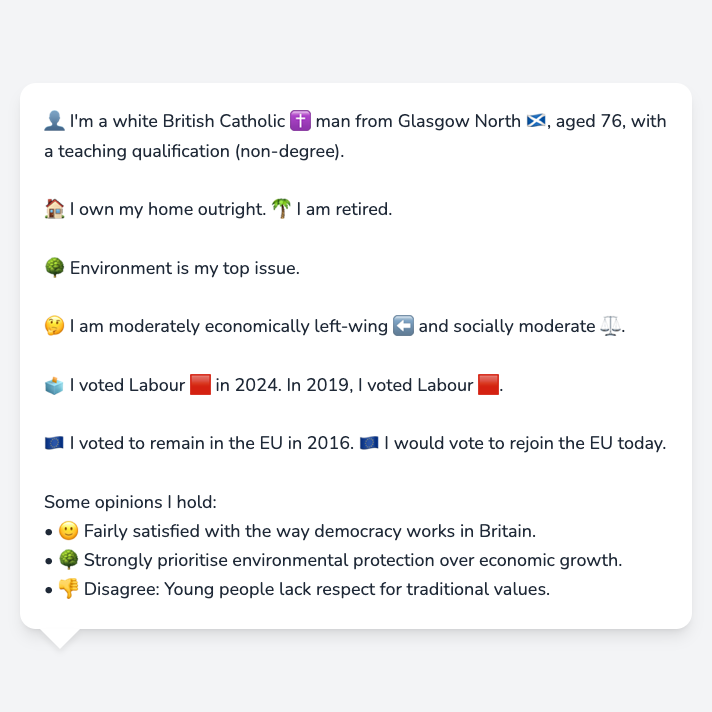 👤 I'm a white British Catholic ✝️ man from Glasgow North 🏴󠁧󠁢󠁳󠁣󠁴󠁿, aged 76, with
a teaching qualification (non-degree).
🏠 I own my home outright. 🌴 I am retired.
🌳 Environment is my top issue.
🤔 I am moderately economically left-wing ⬅️ and socially moderate ⚖️.
🗳️ I voted Labour 🟥 in 2024. In 2019, I voted Labour 🟥.
🇪🇺 I voted to remain in the EU in 2016. 🇪🇺 I would vote to rejoin the EU today.
Some opinions I hold:
• 🙂 Fairly satisfied with the way democracy works in Britain.
• 🌳 Strongly prioritise environmental protection over economic growth.
• 👎 Disagree: Young people lack respect for traditional values.